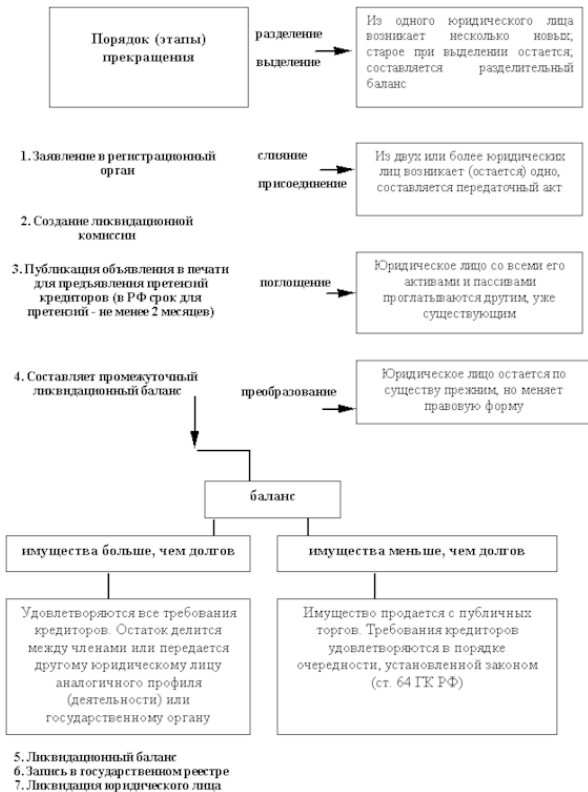 Порядок (этапы)
прекращения
разделение
выделение
Из одного юридического лица
возникает несколько новых;
старое при выделении остается;
составляется разделительный
баланс
1. Заявление в регистрационный
орган
слияние
присоединение
Из двух или более юридических
лиц возникает (остается) одно,
составляется передаточный акт
2. Создание ликвидационной
комиссии
3. Публикация объявления в печати
для предъявления претензий
кредиторов (в РФ срок для
претензий - не менее 2 месяцев)
поглощение
Юридическое лицо со всеми его
активами и пассивами
проглатываются другим, уже
существующим
4. Составляет промежуточный
ликвидационный баланс
преобразование
Юридическое лицо остается по
существу прежним, но меняет
правовую форму
баланс
имущества больше, чем долгов
имущества меньше, чем долгов
Удовлетворяются все требования
кредиторов. Остаток делится
между членами или передается
другому юридическому лицу
аналогичного профиля
(деятельности) или
государственному органу
Имущество продается с публичных
торгов. Требования кредиторов
удовлетворяются в порядке
очередности, установленной законом
(ст. 64 ГК РФ)
5. Ликвидационный баланс
6. Запись в государственном реестре
7. Ликвидация юридического лица